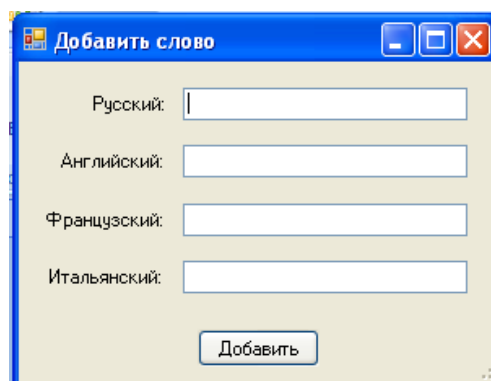 Добавить слово
Русский:
Английский:
Французский:
Итальянский:
Добавить